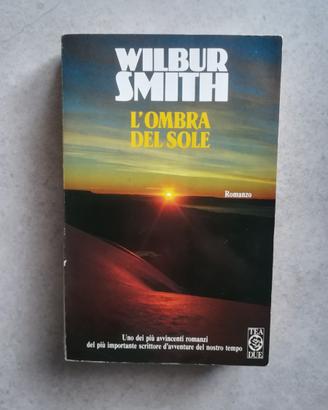 WILBUR
SMITH
L'OMBRA
DEL SOLE
Romanzo
Uno dei più avvincenti romanzi
del più importante scrittore d'avventure del nostro tempo
TEA
DUE